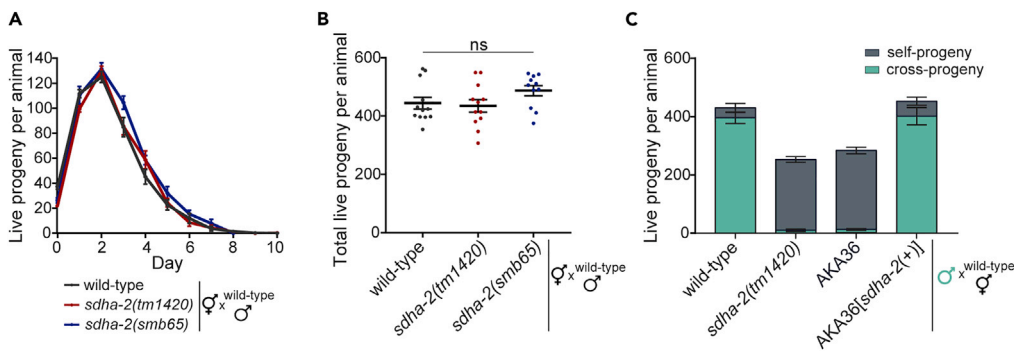 A
Live progeny per animal
140
120
100
80
60
40
20
0
0 2 4 6 8 10
Day
wild-type
sdha-2(tm1420)
sdha-2(smb65)
⚥ x wild-type ♂
B
Total live progeny per animal
600
400
200
0
ns
wild-type
sdha-2(tm1420)
sdha-2(smb65)
⚥ x wild-type ♂
C
Live progeny per animal
600
400
200
0
self-progeny
cross-progeny
wild-type
sdha-2(tm1420)
AKA36
AKA36[sdha-2(+)]
♂ x wild-type ⚥